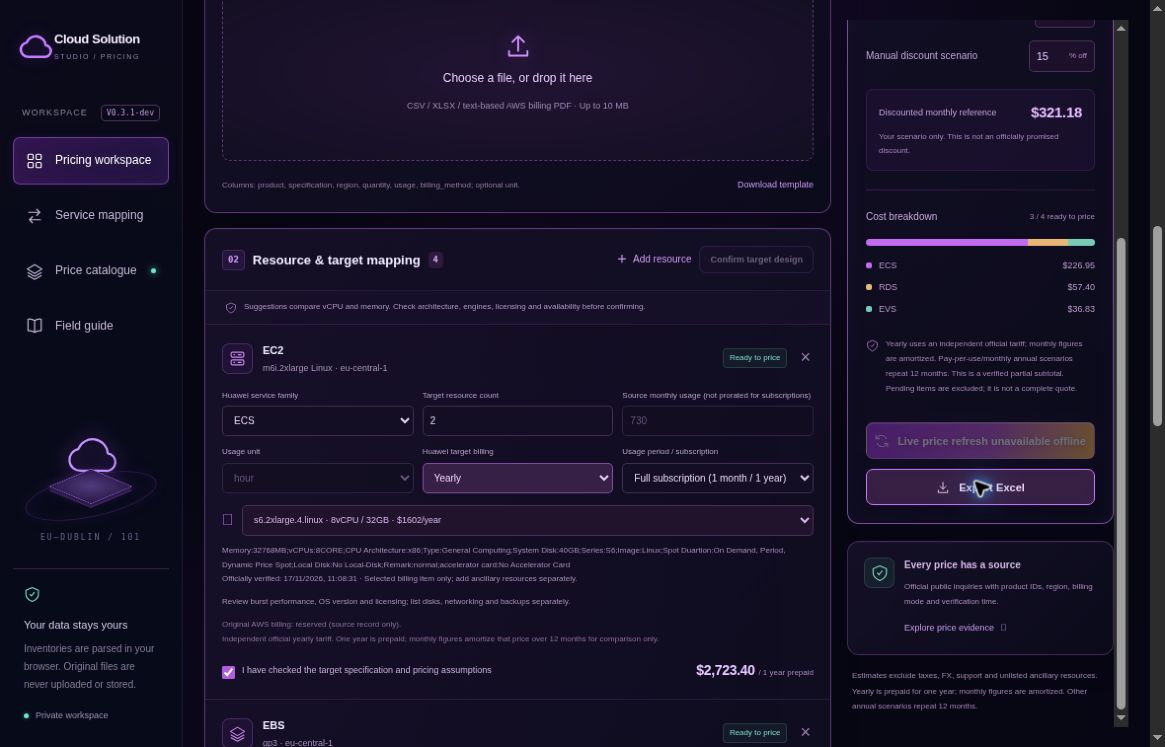 Cloud Solution
STUDIO / PRICING
WORKSPACE
V0.3.1-dev
Pricing workspace
Service mapping
Price catalogue
Field guide
EU—DUBLIN / 101
Your data stays yours
Inventories are parsed in your
browser. Original files are
never uploaded or stored.
Private workspace
Choose a file, or drop it here
CSV / XLSX / text-based AWS billing PDF · Up to 10 MB
Columns: product, specification, region, quantity, usage, billing_method; optional unit.
Download template
02 Resource & target mapping 4
Add resource
Confirm target design
Suggestions compare vCPU and memory. Check architecture, engines, licensing and availability before confirming.
EC2
m6i.2xlarge Linux · eu-central-1
Ready to price
Huawei service family
Target resource count
Source monthly usage (not prorated for subscriptions)
ECS
2
730
Usage unit
Huawei target billing
Usage period / subscription
hour
Yearly
Full subscription (1 month / 1 year)
s6.2xlarge.4.linux · 8vCPU / 32GB · $1602/year
Memory:32768MB;vCPUs:8CORE;CPU Architecture:x86;Type:General Computing;System Disk:40GB;Series:S6;Image:Linux;Spot Duartion:On Demand, Period,
Dynamic Price Spot;Local Disk:No Local-Disk;Remark:normal;accelerator card:No Accelerator Card
Officially verified: 17/11/2026, 11:08:31 · Selected billing item only; add ancillary resources separately.
Review burst performance, OS version and licensing; list disks, networking and backups separately.
Original AWS billing: reserved (source record only).
Independent official yearly tariff. One year is prepaid; monthly figures amortize that price over 12 months for comparison only.
I have checked the target specification and pricing assumptions
$2,723.40 / 1 year prepaid
EBS
gp3 · eu-central-1
Ready to price
Manual discount scenario
15 % off
Discounted monthly reference
$321.18
Your scenario only. This is not an officially promised
discount.
Cost breakdown
3 / 4 ready to price
ECS
$226.95
RDS
$57.40
EVS
$36.83
Yearly uses an independent official tariff; monthly figures
are amortized. Pay-per-use/monthly annual scenarios
repeat 12 months. This is a verified partial subtotal.
Pending items are excluded; it is not a complete quote.
Live price refresh unavailable offline
Export Excel
Every price has a source
Official public inquiries with product IDs, region, billing
mode and verification time.
Explore price evidence
Estimates exclude taxes, FX, support and unlisted ancillary resources.
Yearly is prepaid for one year; monthly figures are amortized. Other
annual scenarios repeat 12 months.